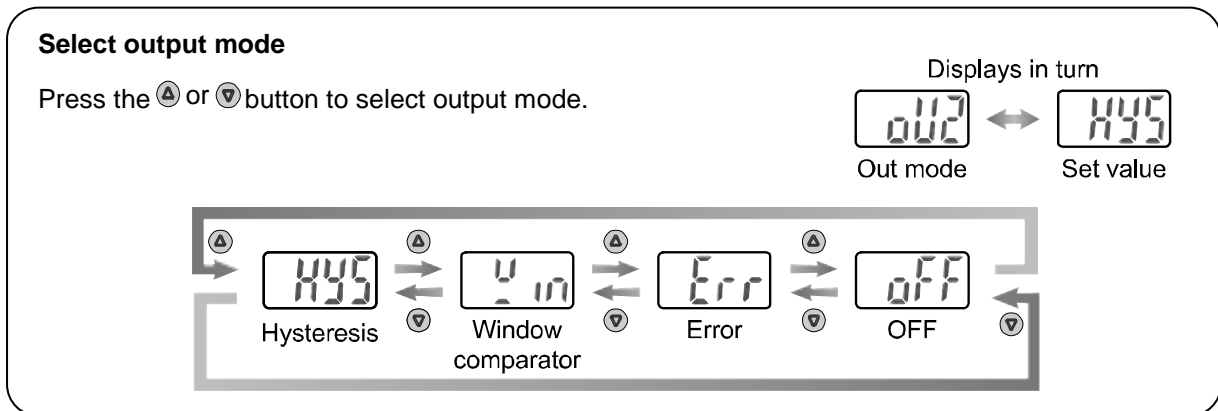 Select output mode
Press the or button to select output mode.
Displays in turn
oU2 HYS
Out mode Set value
HYS Win Err oFF
Hysteresis Window comparator Error OFF